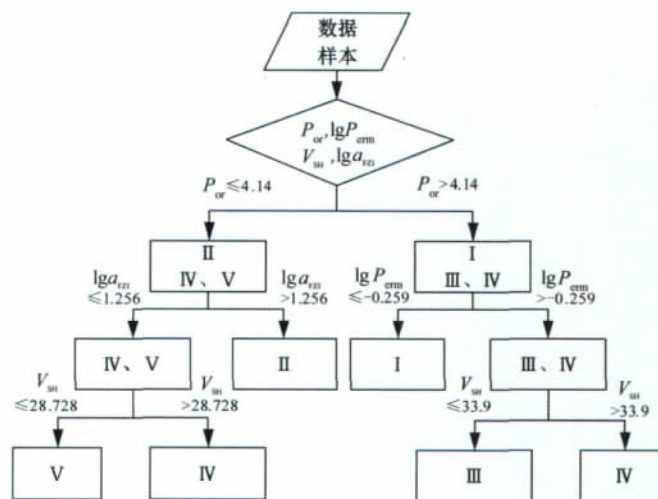 数据
样本
P_or,lgP_erm
V_SH,lga_FZI
P_or≤4.14
P_or>4.14
Ⅱ
Ⅳ、Ⅴ
Ⅰ
Ⅲ、Ⅳ
lga_FZI
≤1.256
lga_FZI
>1.256
lgP_erm
≤-0.259
lgP_erm
>-0.259
Ⅳ、Ⅴ
Ⅱ
Ⅰ
Ⅲ、Ⅳ
V_SH
≤28.728
V_SH
>28.728
V_SH
≤33.9
V_SH
>33.9
Ⅴ
Ⅳ
Ⅲ
Ⅳ